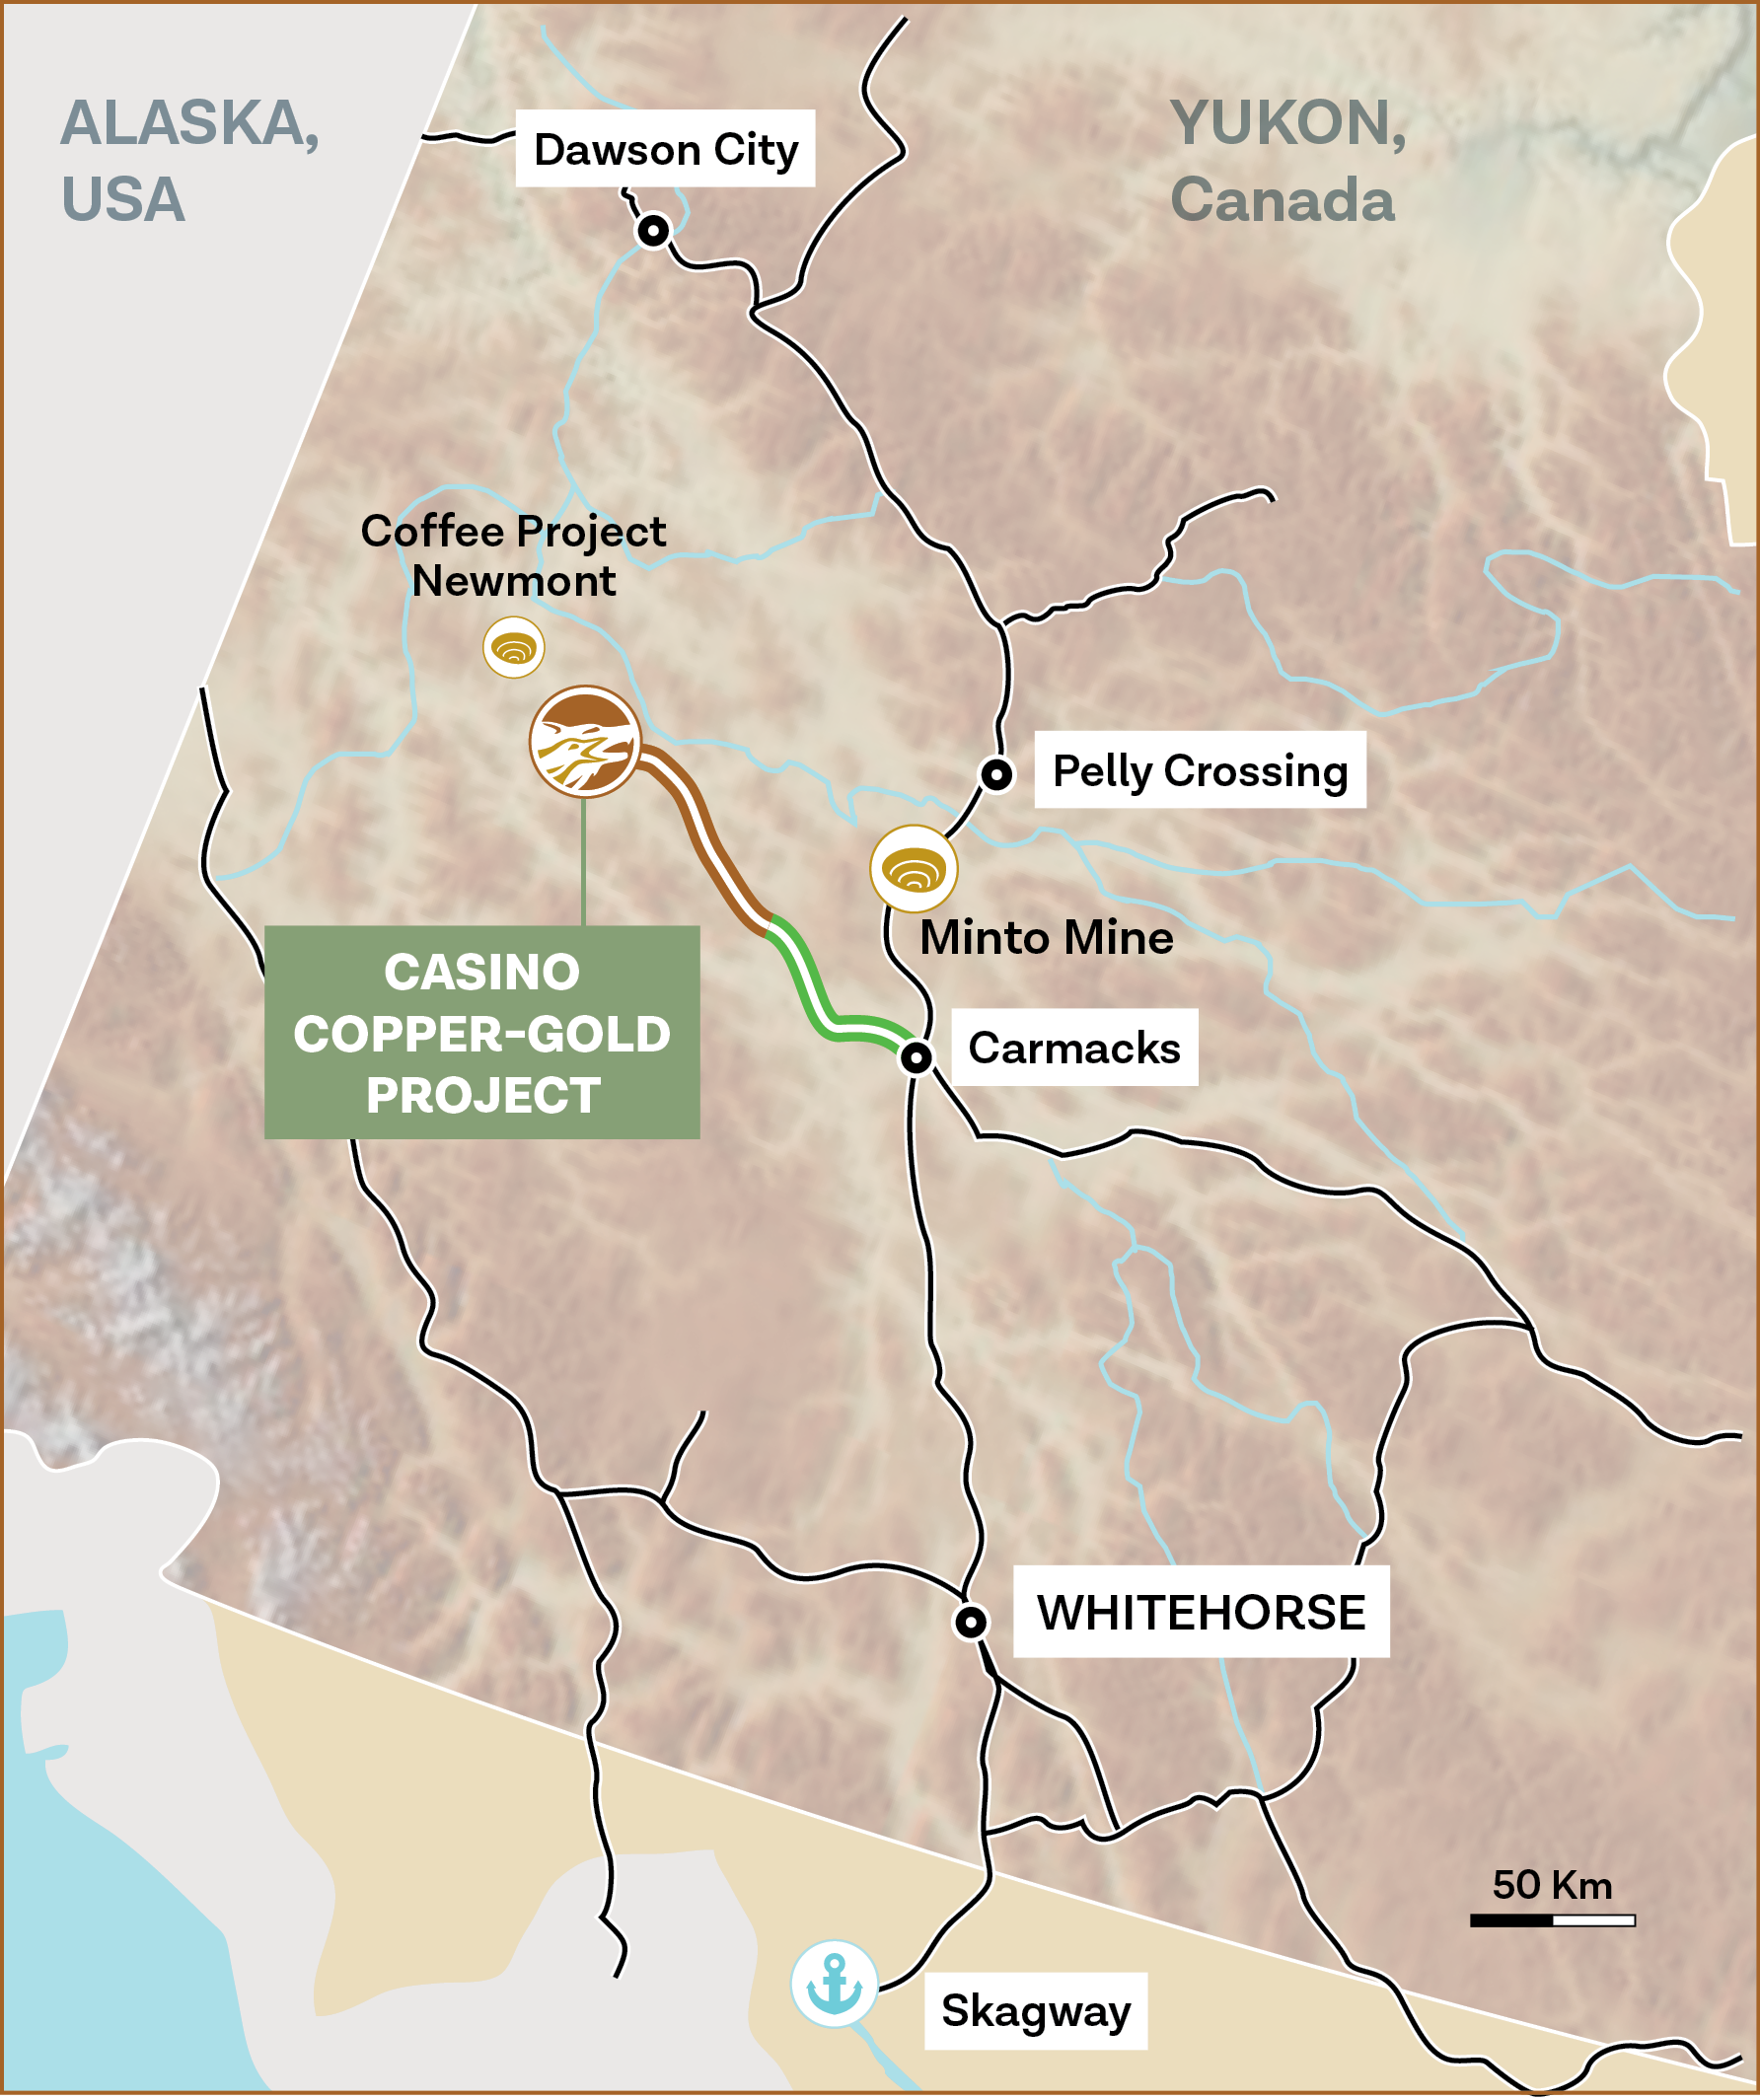 ALASKA,
USA
YUKON,
Canada
Dawson City
Coffee Project
Newmont
Pelly Crossing
Minto Mine
CASINO
COPPER-GOLD
PROJECT
Carmacks
WHITEHORSE
50 Km
Skagway